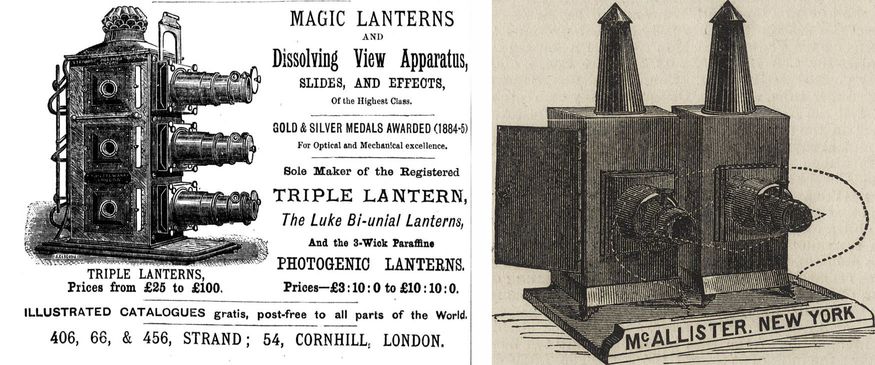 MAGIC LANTERNS
AND
Dissolving View Apparatus,
SLIDES, AND EFFECTS,
Of the Highest Class.
GOLD & SILVER MEDALS AWARDED (1884-5)
For Optical and Mechanical excellence.
Sole Maker of the Registered
TRIPLE LANTERN,
The Luke Bi-unial Lanterns,
And the 3-Wick Paraffine
PHOTOGENIC LANTERNS.
Prices—£3:10:0 to £10:10:0.
TRIPLE LANTERNS,
Prices from £25 to £100.
ILLUSTRATED CATALOGUES gratis, post-free to all parts of the World.
406, 66, & 456, STRAND; 54, CORNHILL, LONDON.
McALLISTER. NEW YORK